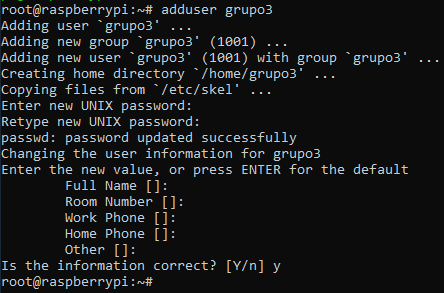 root@raspberrypi:~# adduser grupo3
Adding user `grupo3' ...
Adding new group `grupo3' (1001) ...
Adding new user `grupo3' (1001) with group `grupo3' ...
Creating home directory `/home/grupo3' ...
Copying files from `/etc/skel' ...
Enter new UNIX password:
Retype new UNIX password:
passwd: password updated successfully
Changing the user information for grupo3
Enter the new value, or press ENTER for the default
        Full Name []:
        Room Number []:
        Work Phone []:
        Home Phone []:
        Other []:
Is the information correct? [Y/n] y
root@raspberrypi:~#